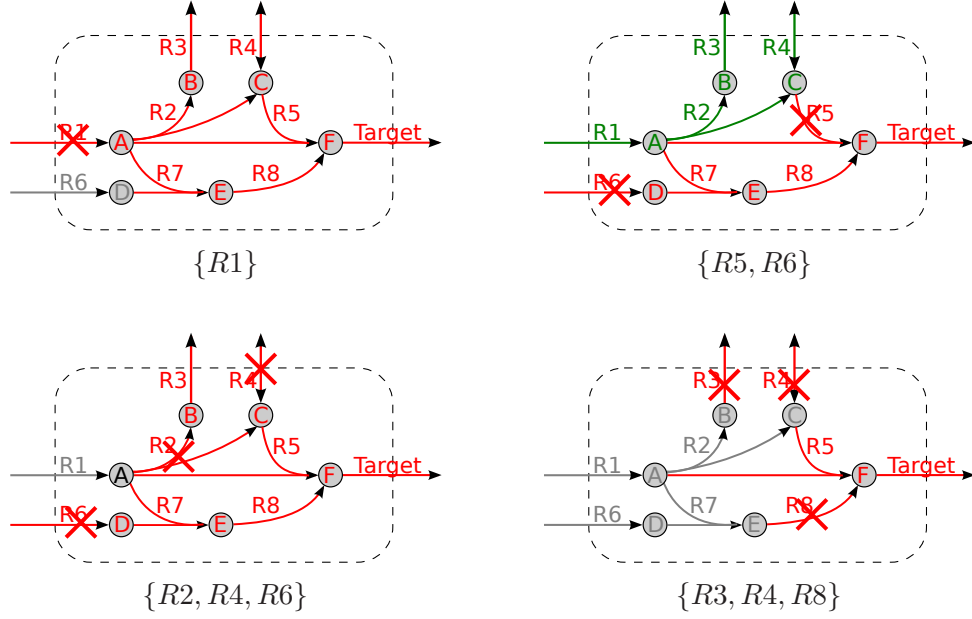 R3 R4
B C
R2 R5
R1 A F Target
R7 R8
R6 D E
{R1}
R3 R4
B C
R2 R5
R1 A F Target
R7 R8
R6 D E
{R5, R6}
R3 R4
B C
R2 R5
R1 A F Target
R7 R8
R6 D E
{R2, R4, R6}
R3 R4
B C
R2 R5
R1 A F Target
R7 R8
R6 D E
{R3, R4, R8}